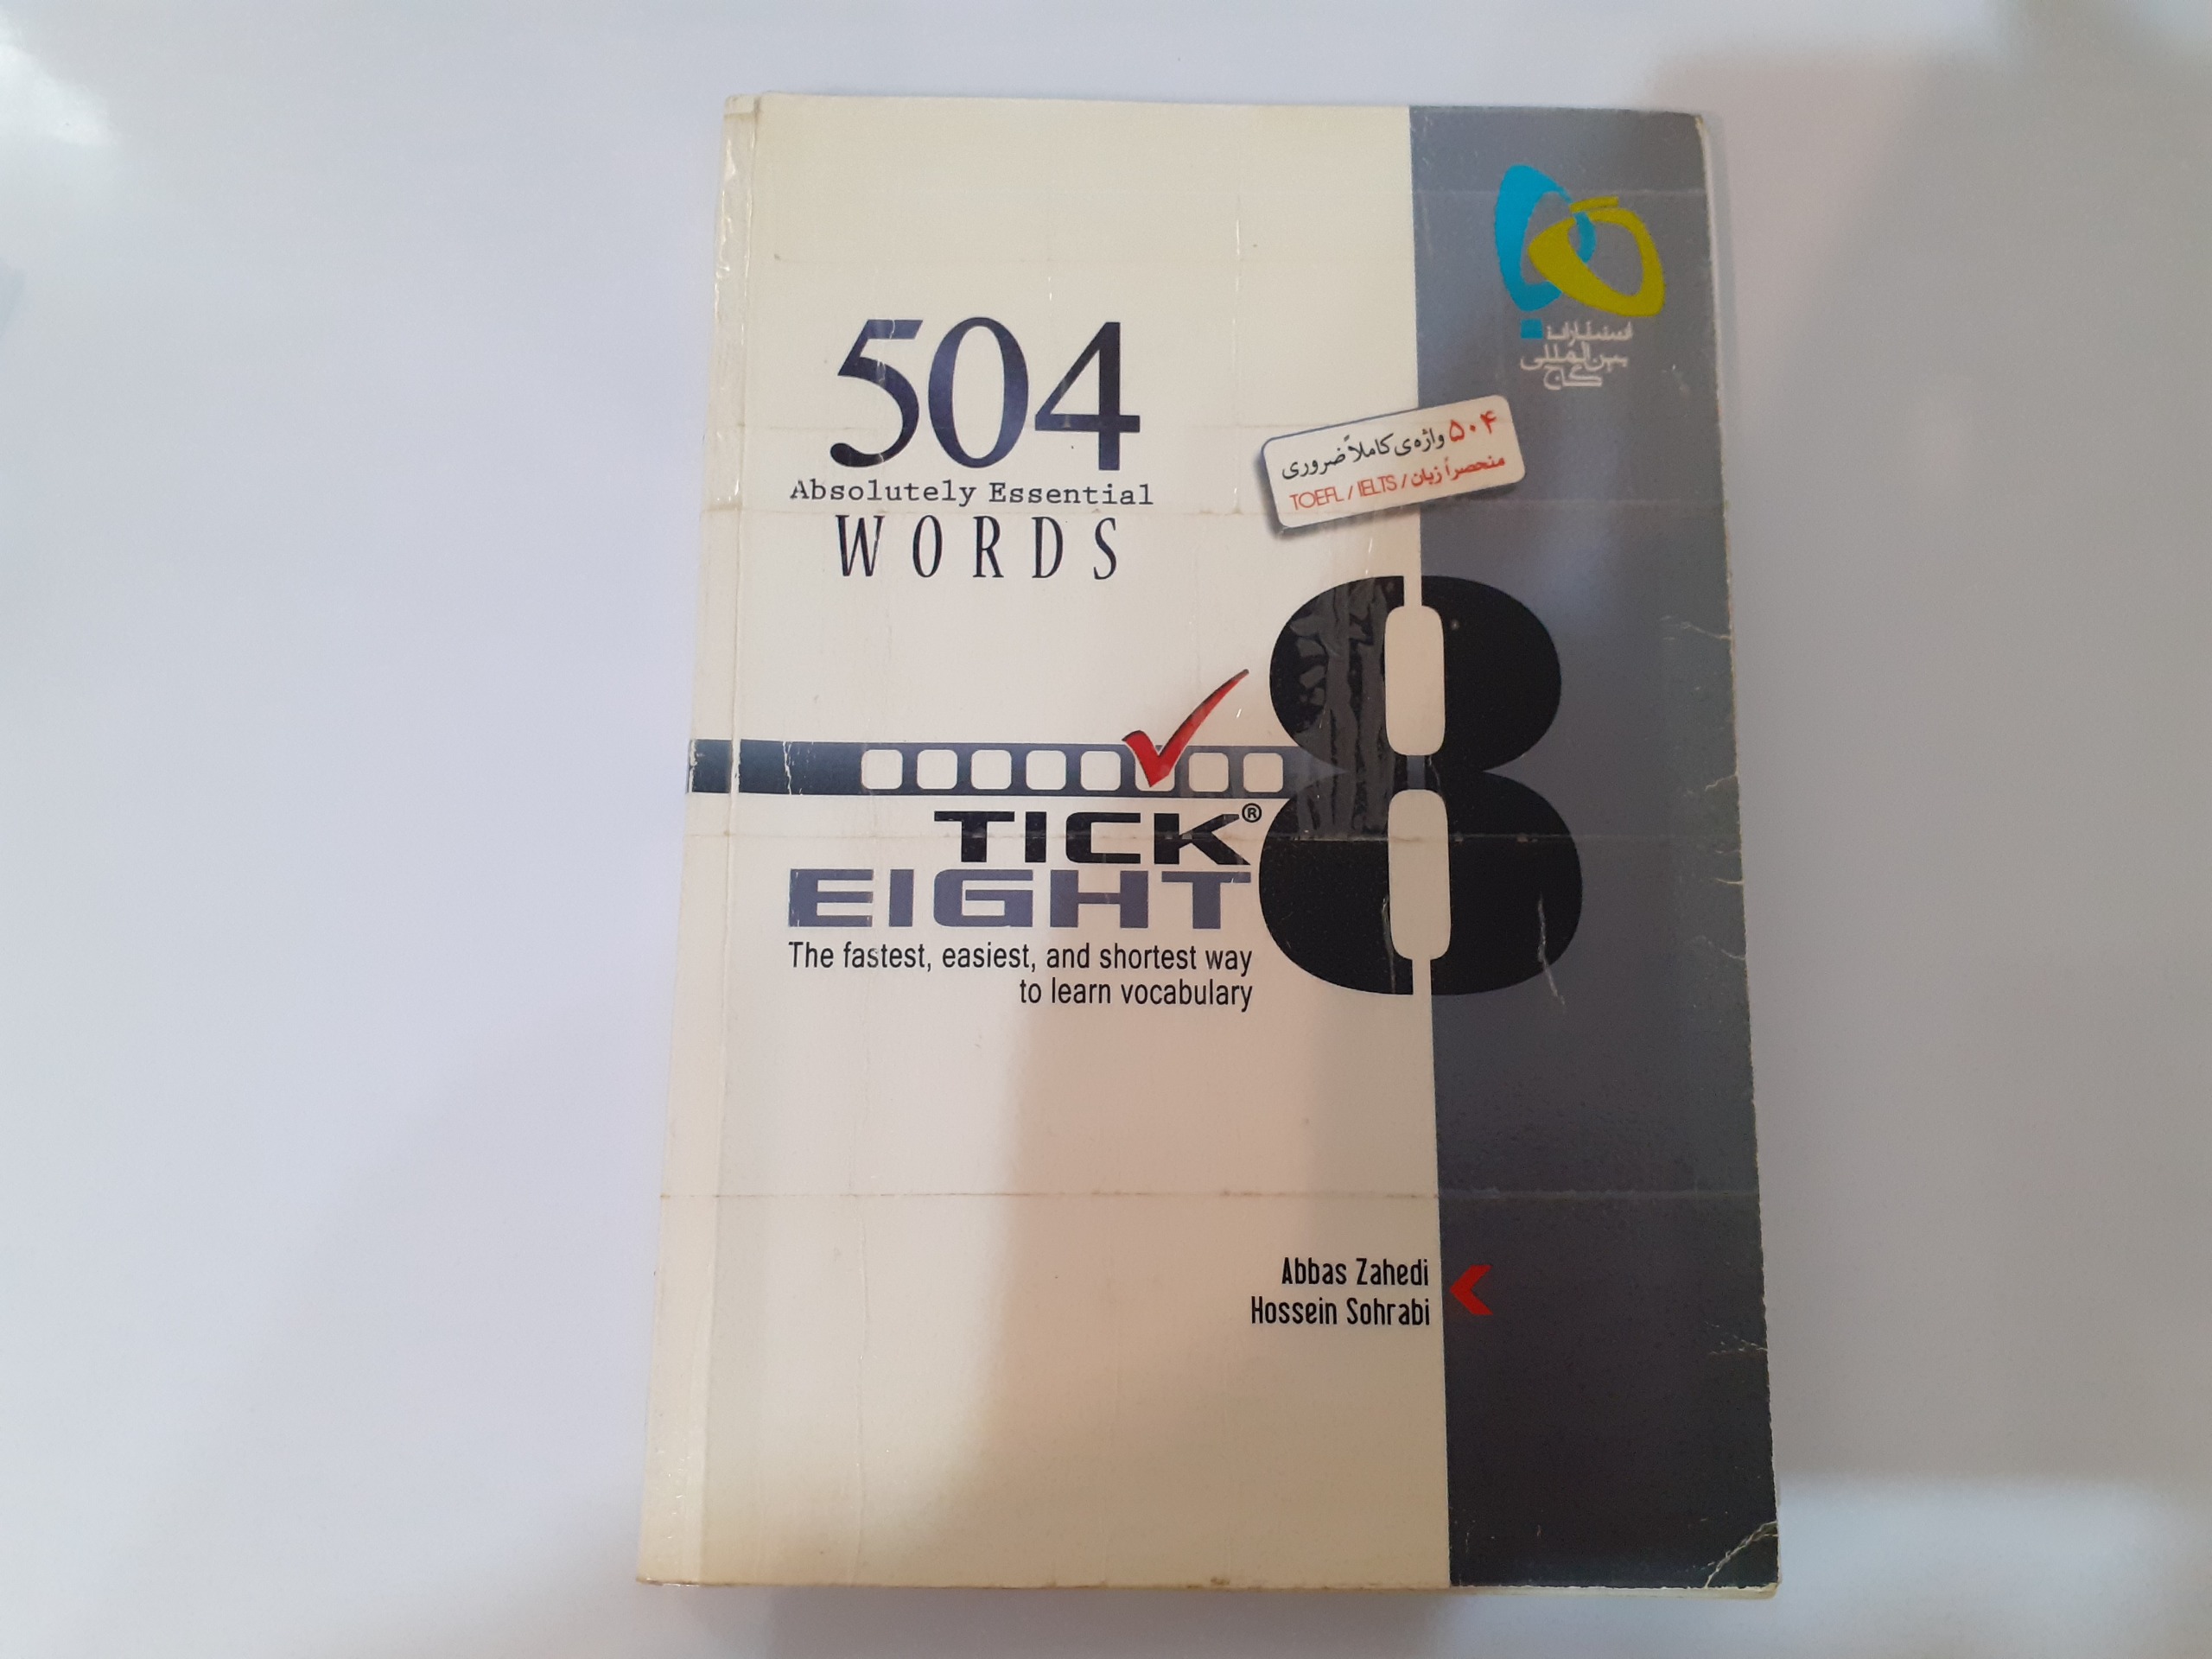 انتشارات
بین‌المللی
گاج
504
Absolutely Essential
WORDS
۵۰۴ واژه‌ی کاملاً ضروری
منحصراً زبان / TOEFL / IELTS
8
TICK®
EIGHT
The fastest, easiest, and shortest way
to learn vocabulary
Abbas Zahedi
Hossein Sohrabi